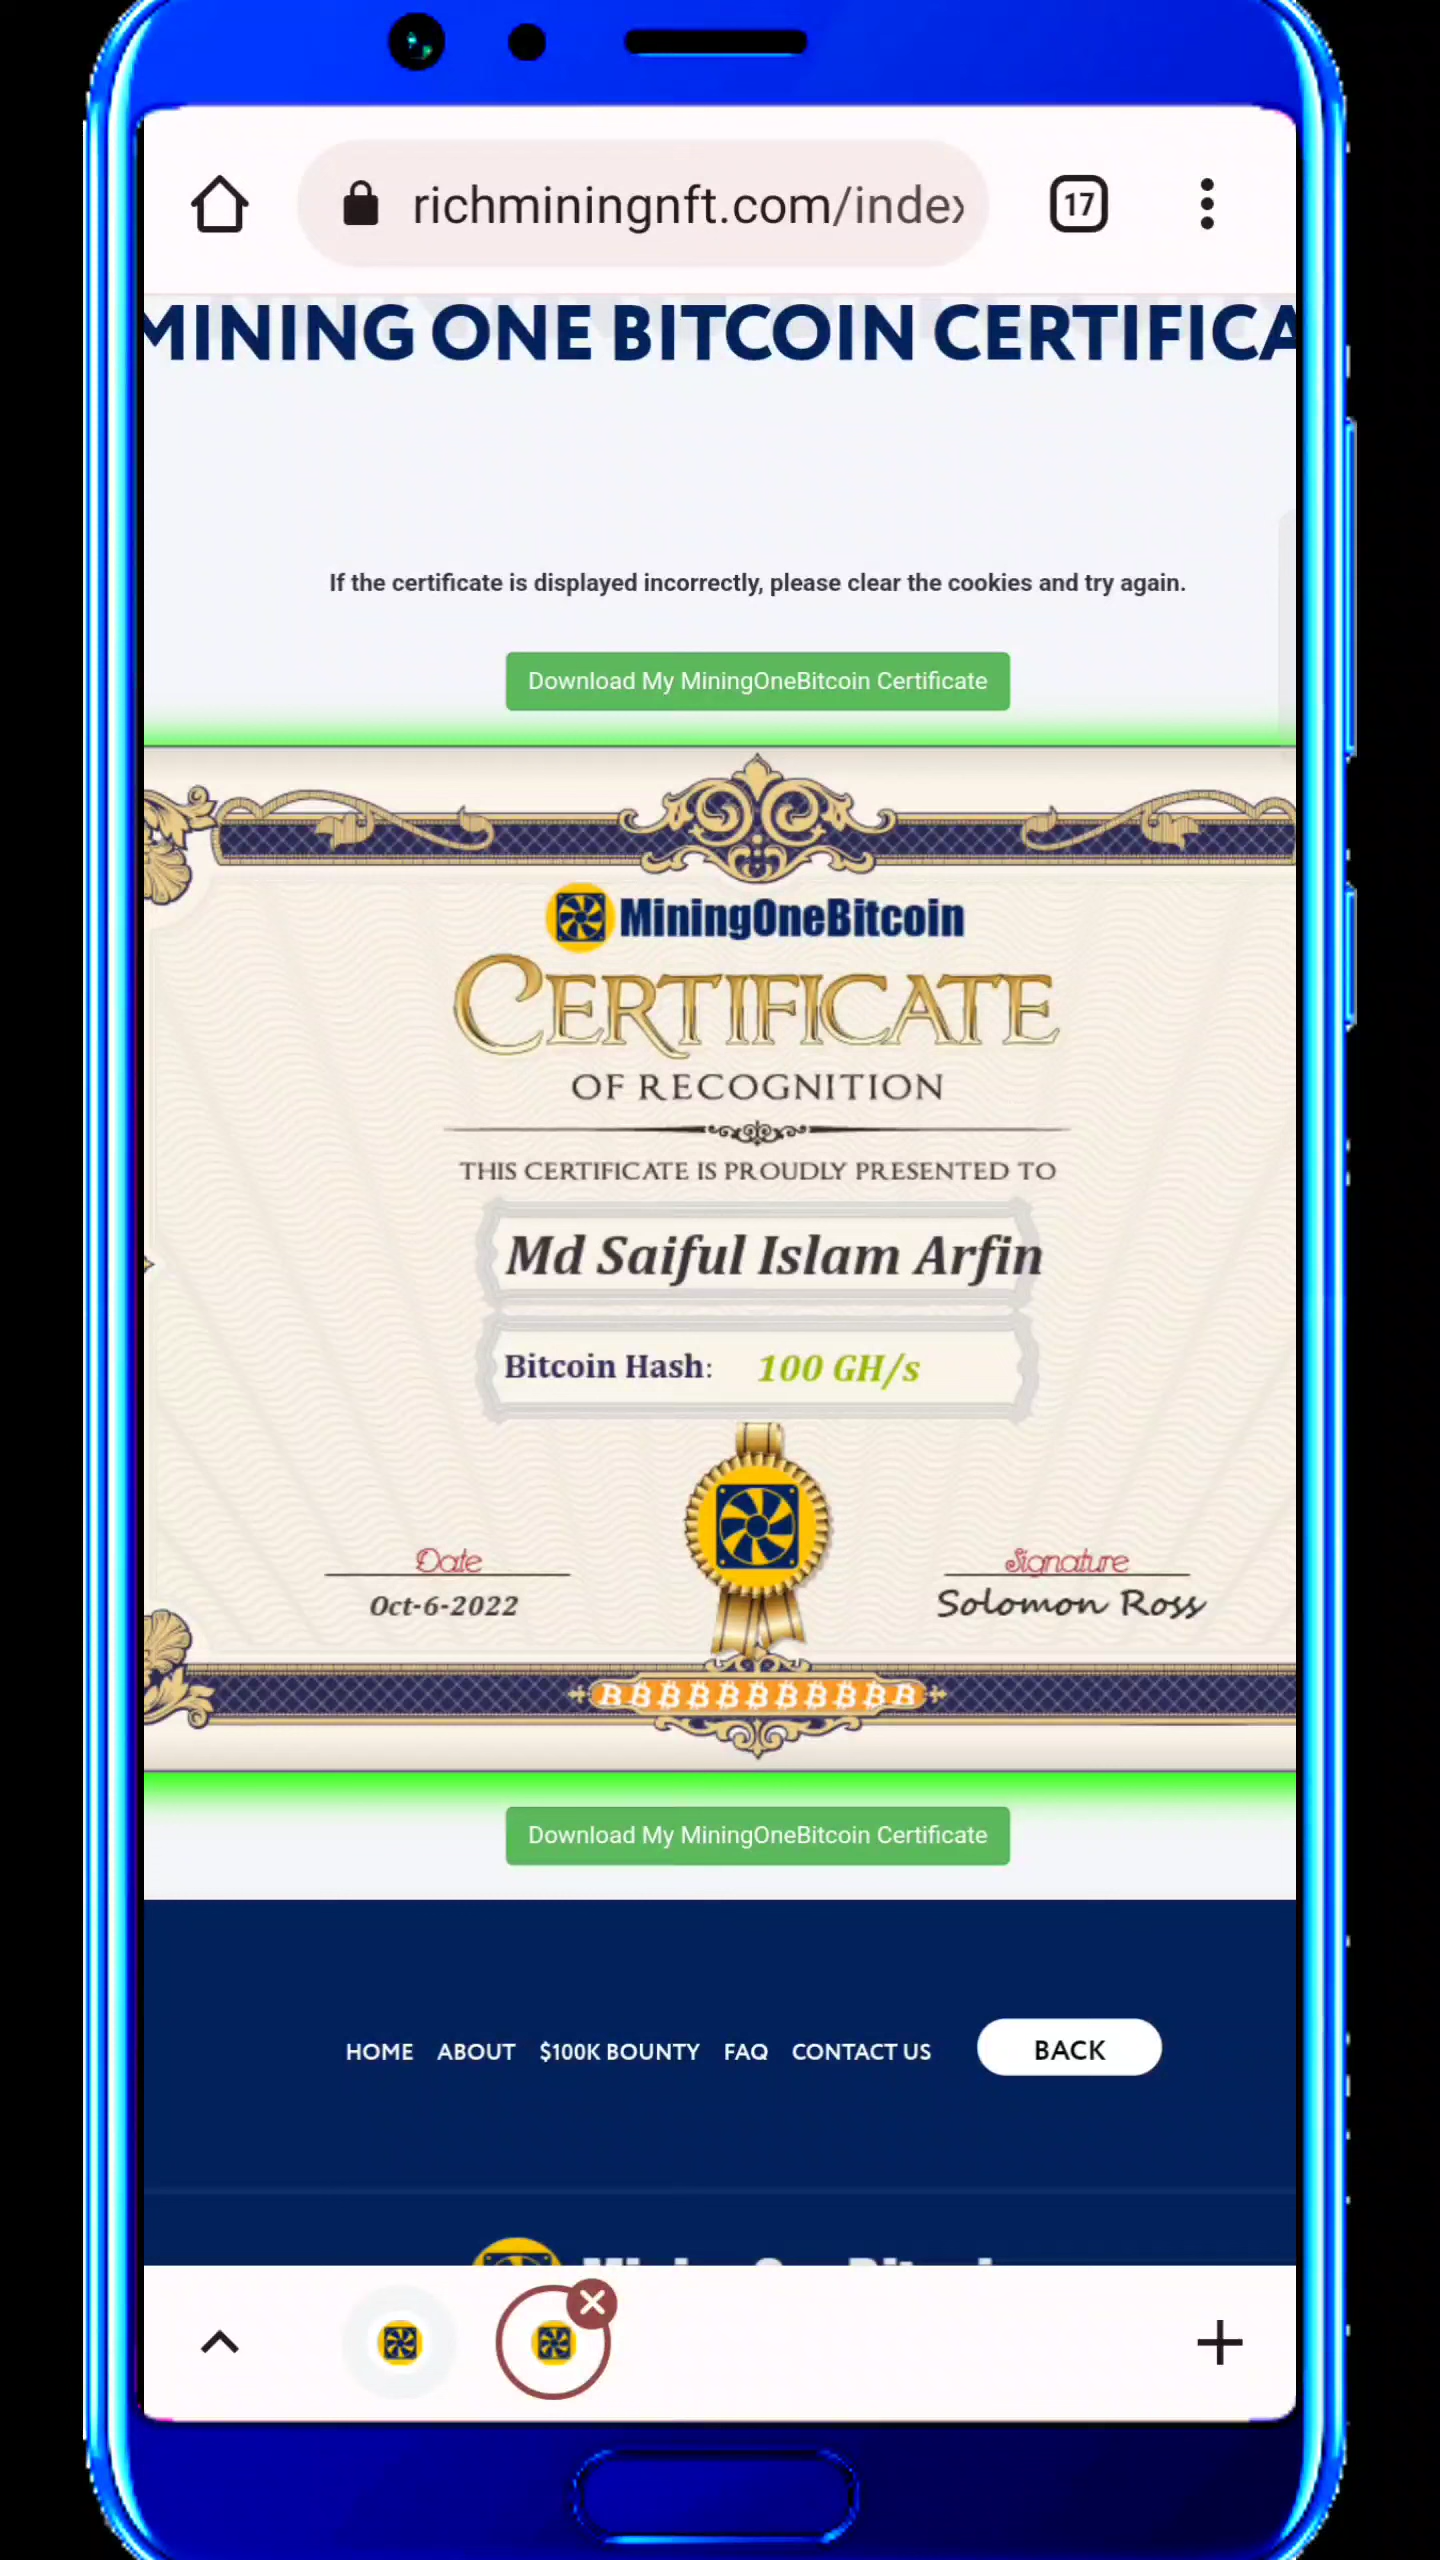 richminingnft.com/index
17
MINING ONE BITCOIN CERTIFICA
If the certificate is displayed incorrectly, please clear the cookies and try again.
Download My MiningOneBitcoin Certificate
MiningOneBitcoin
CERTIFICATE
OF RECOGNITION
THIS CERTIFICATE IS PROUDLY PRESENTED TO
Md Saiful Islam Arfin
Bitcoin Hash: 100 GH/s
Date
Oct-6-2022
Signature
Solomon Ross
Download My MiningOneBitcoin Certificate
HOME ABOUT $100K BOUNTY FAQ CONTACT US BACK